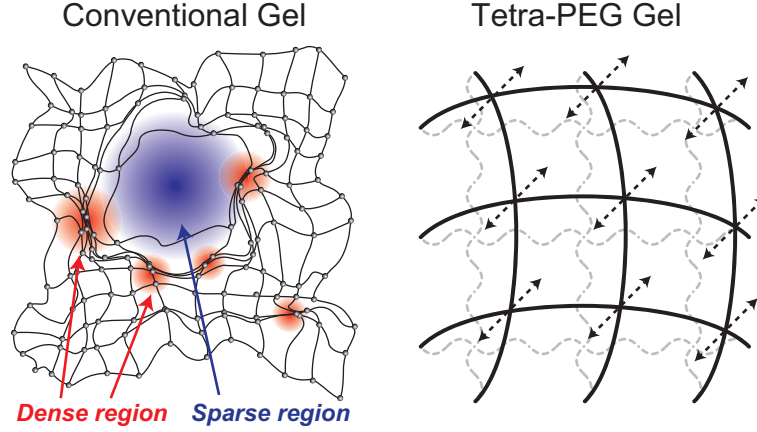 Conventional Gel
Tetra-PEG Gel
Dense region
Sparse region